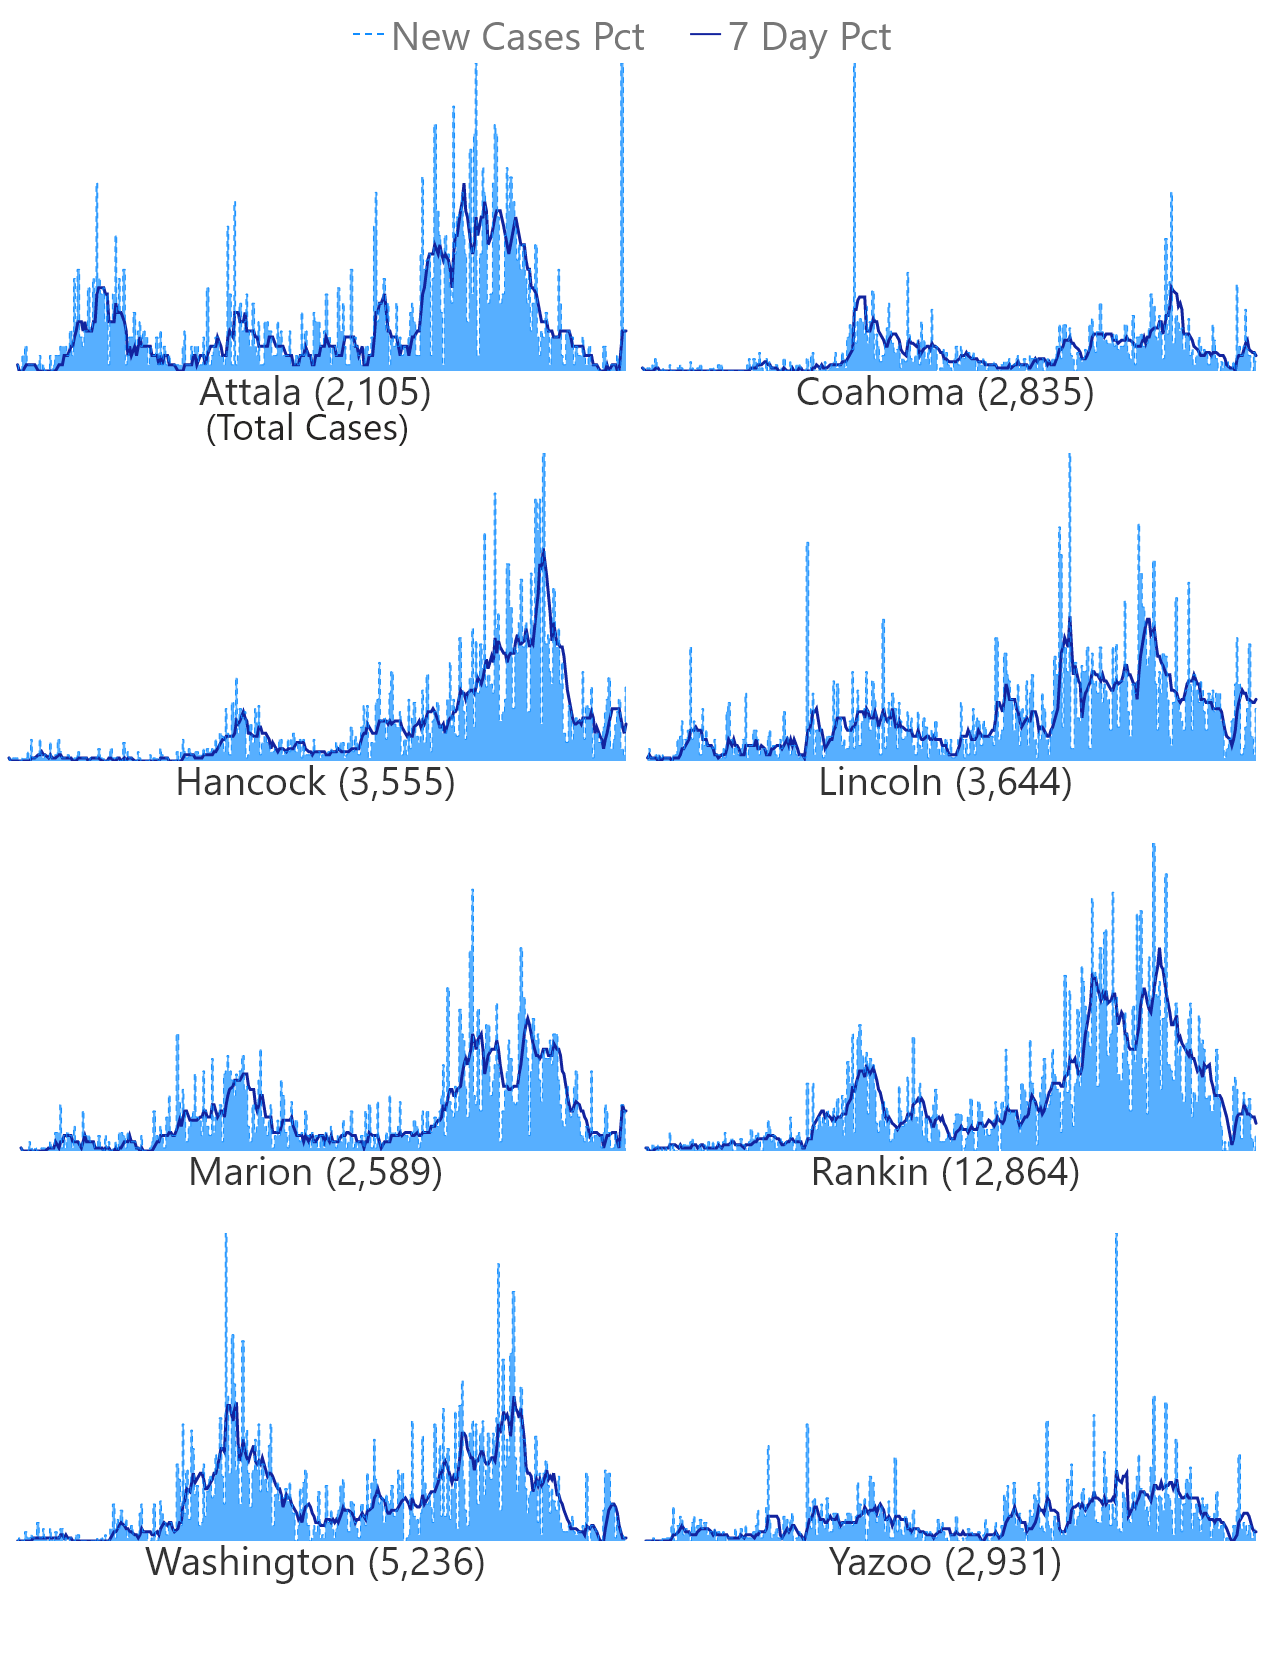 New Cases Pct 7 Day Pct
Attala (2,105) Coahoma (2,835)
(Total Cases)
Hancock (3,555) Lincoln (3,644)
Marion (2,589) Rankin (12,864)
Washington (5,236) Yazoo (2,931)